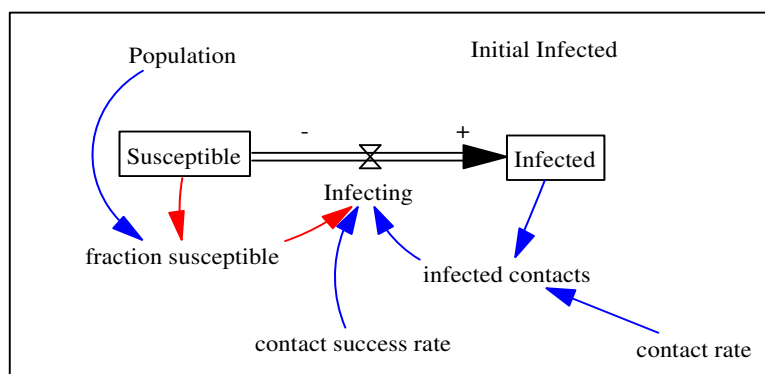 Population
Initial Infected
-
+
Susceptible
Infected
Infecting
fraction susceptible
infected contacts
contact success rate
contact rate